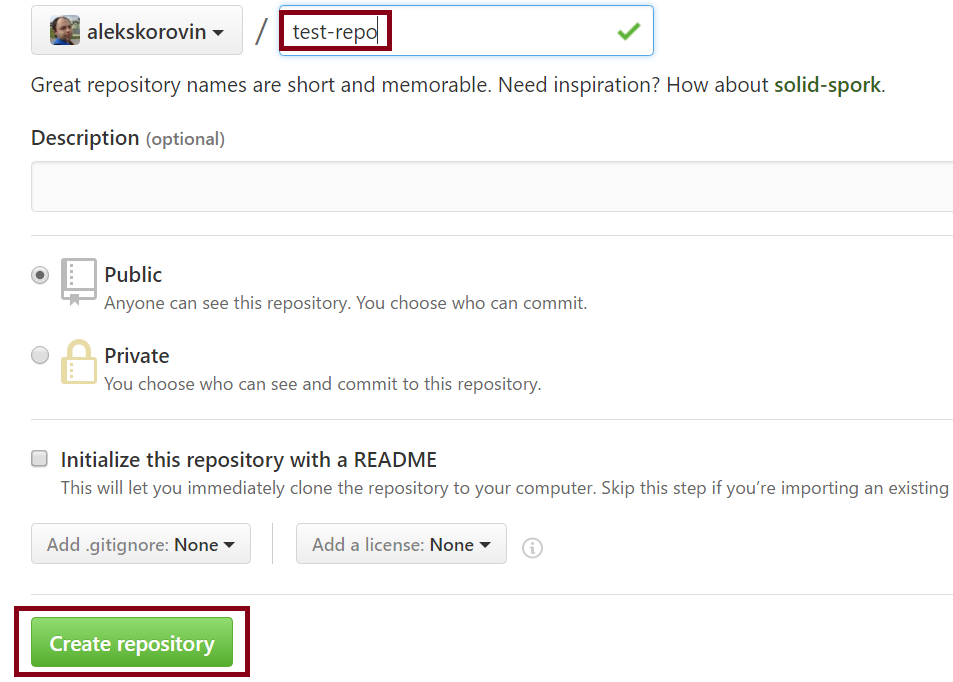 alekskorovin / test-repo
Great repository names are short and memorable. Need inspiration? How about solid-spork.
Description (optional)
Public
Anyone can see this repository. You choose who can commit.
Private
You choose who can see and commit to this repository.
Initialize this repository with a README
This will let you immediately clone the repository to your computer. Skip this step if you’re importing an existing
Add .gitignore: None Add a license: None
Create repository